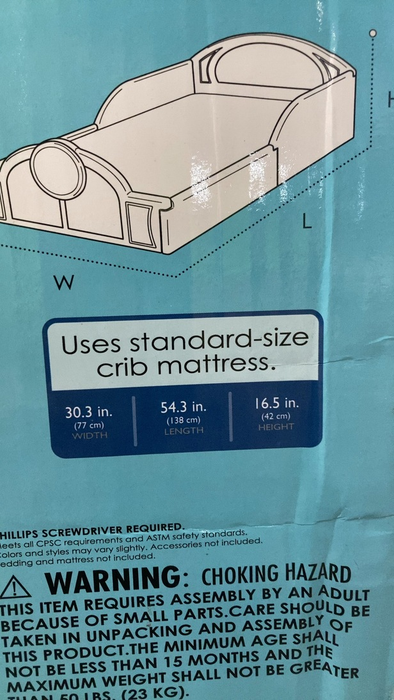 H
L
W
Uses standard-size
crib mattress.
30.3 in.
(77 cm)
WIDTH
54.3 in.
(138 cm)
LENGTH
16.5 in.
(42 cm)
HEIGHT
HILLIPS SCREWDRIVER REQUIRED.
eets all CPSC requirements and ASTM safety standards.
olors and styles may vary slightly. Accessories not included.
edding and mattress not included.
WARNING: CHOKING HAZARD
THIS ITEM REQUIRES ASSEMBLY BY AN ADULT
BECAUSE OF SMALL PARTS.CARE SHOULD BE
TAKEN IN UNPACKING AND ASSEMBLY OF
THIS PRODUCT.THE MINIMUM AGE SHALL
NOT BE LESS THAN 15 MONTHS AND THE
MAXIMUM WEIGHT SHALL NOT BE GREATER
THAN 50 LBS. (23 KG).